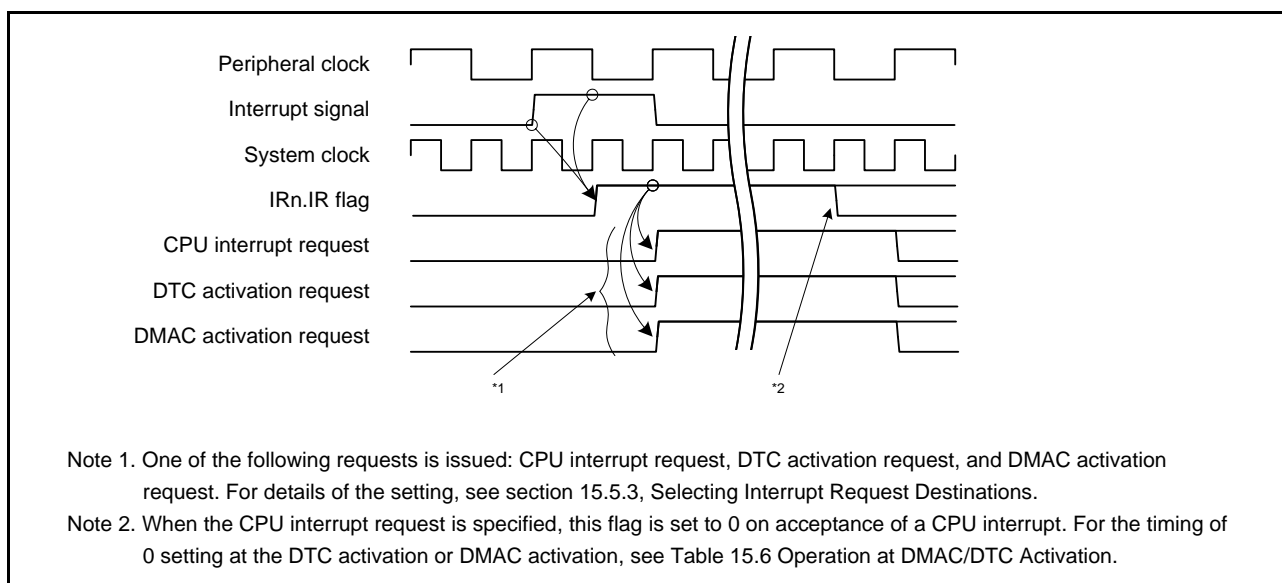 Peripheral clock
Interrupt signal
System clock
IRn.IR flag
CPU interrupt request
DTC activation request
DMAC activation request
*1
*2
Note 1. One of the following requests is issued: CPU interrupt request, DTC activation request, and DMAC activation
request. For details of the setting, see section 15.5.3, Selecting Interrupt Request Destinations.
Note 2. When the CPU interrupt request is specified, this flag is set to 0 on acceptance of a CPU interrupt. For the timing of
0 setting at the DTC activation or DMAC activation, see Table 15.6 Operation at DMAC/DTC Activation.